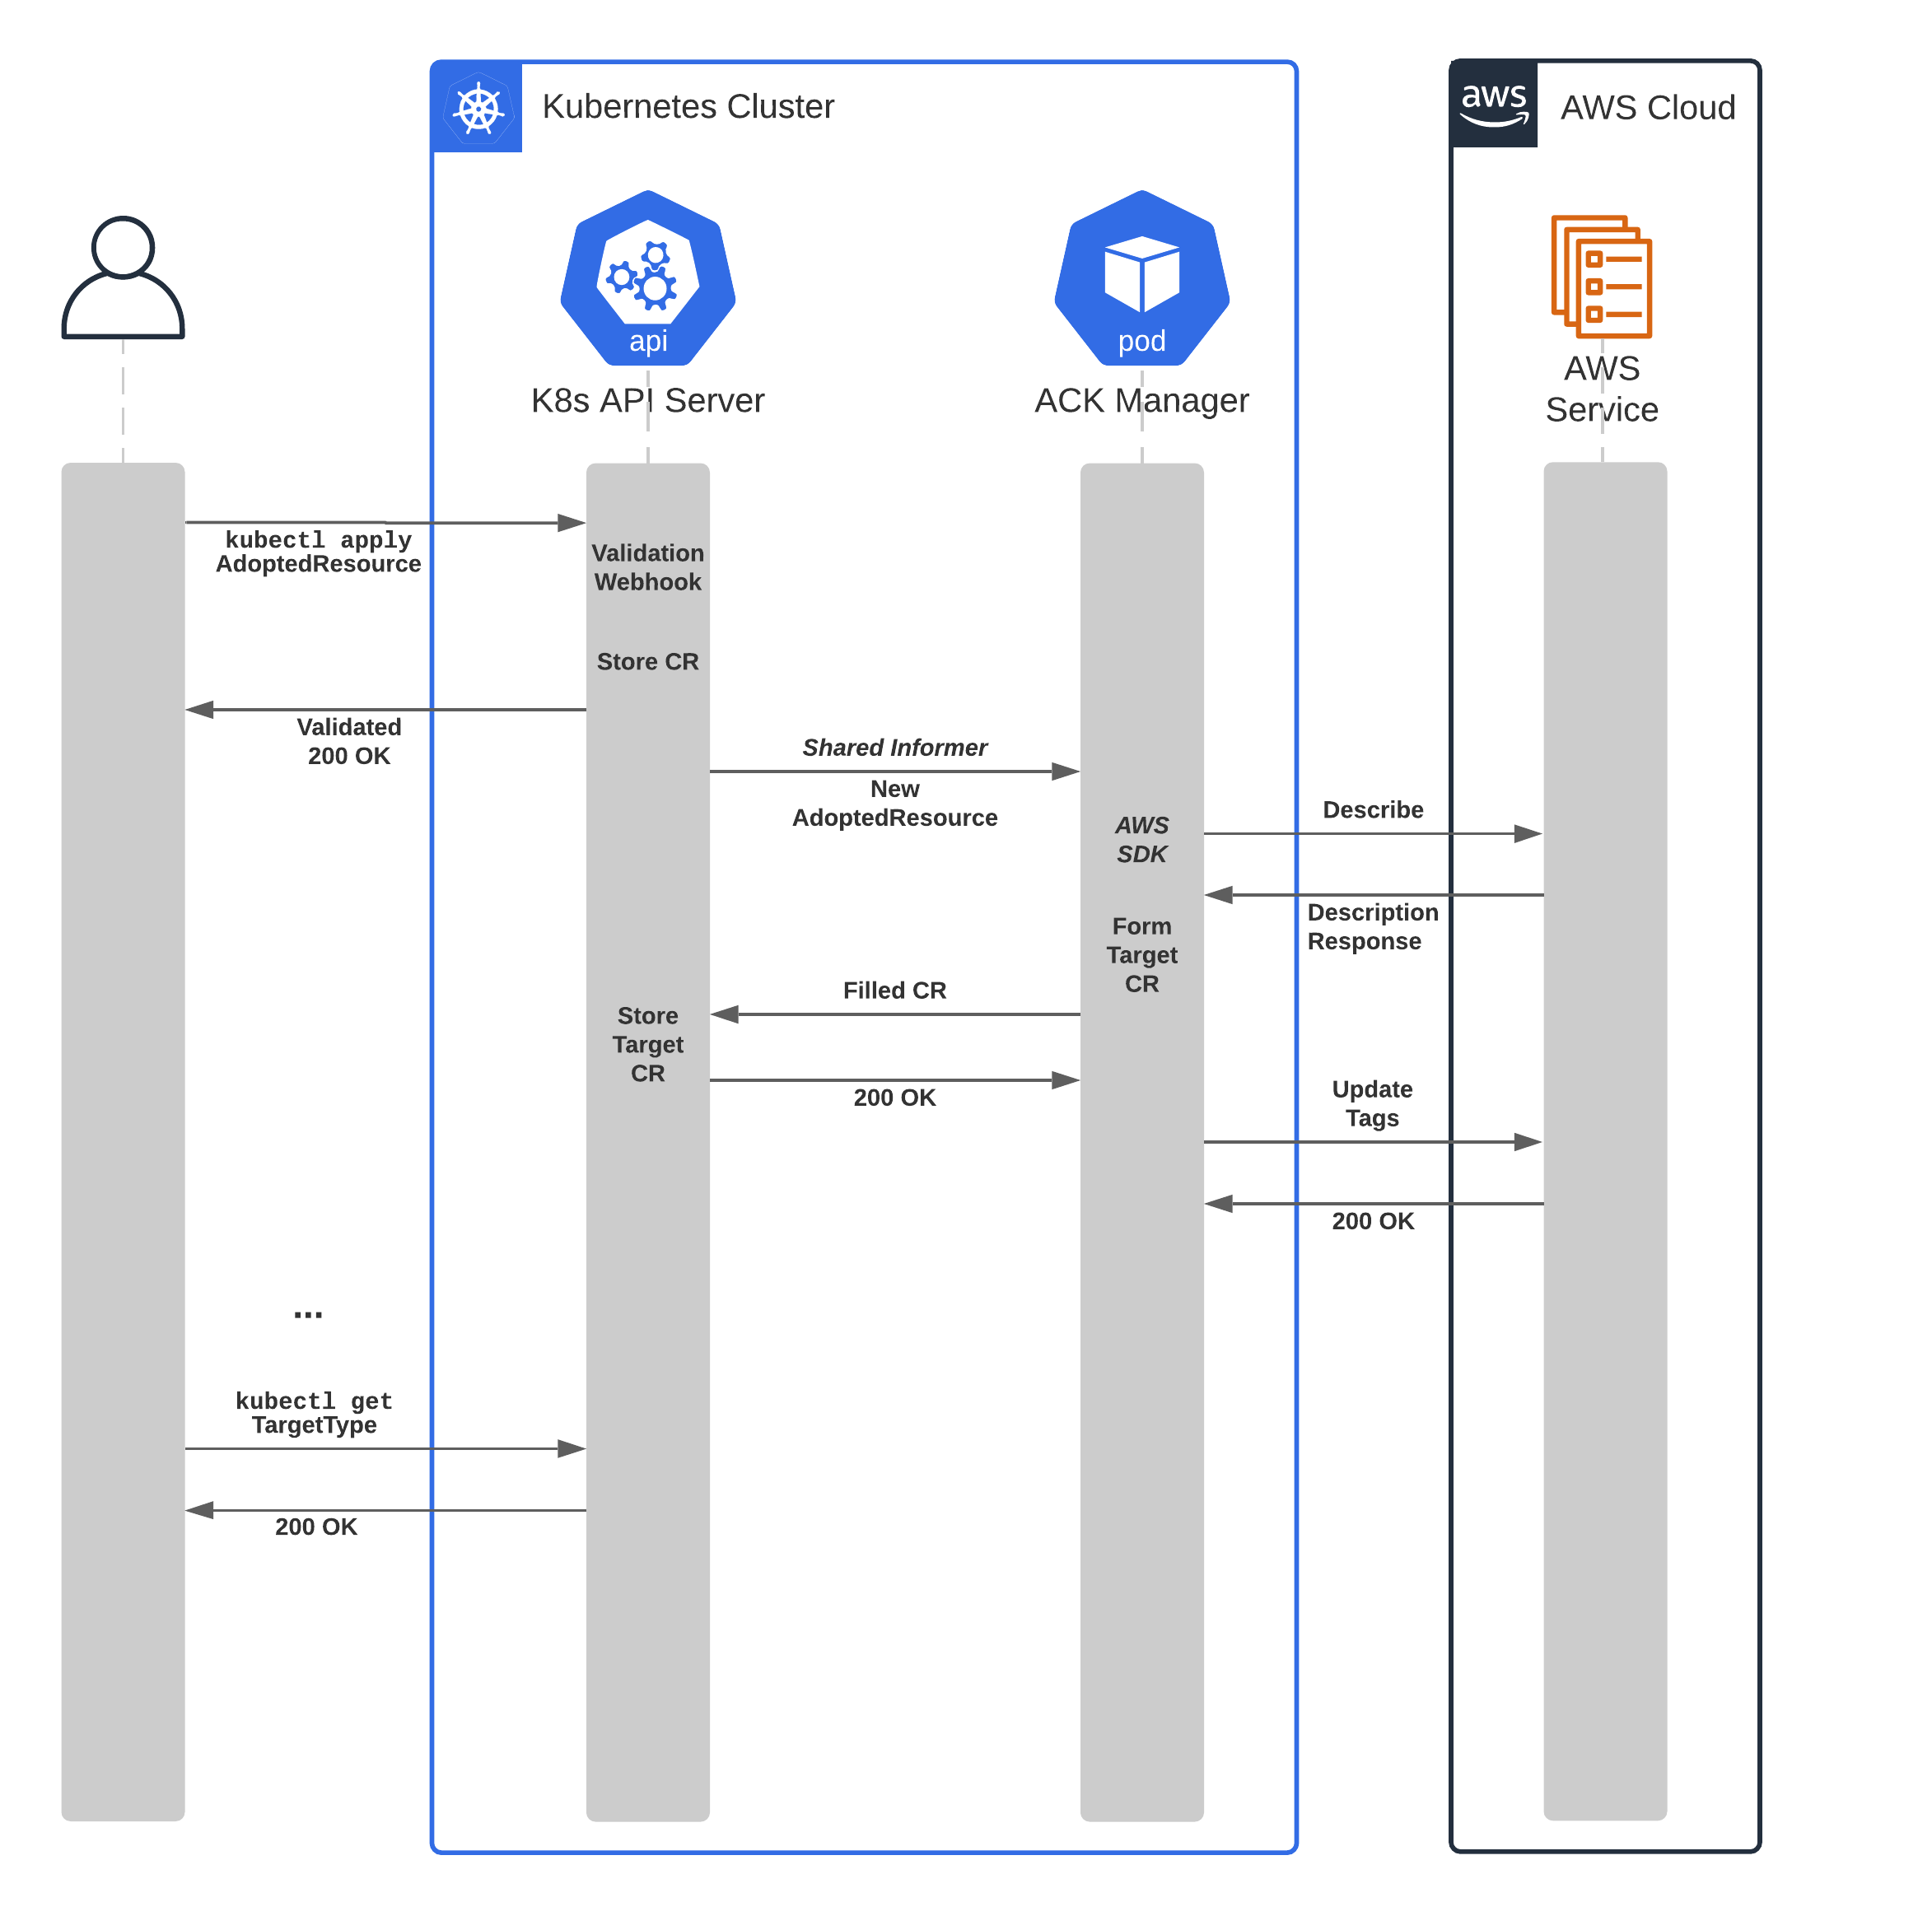 Kubernetes Cluster
aws
AWS Cloud
api
K8s API Server
pod
ACK Manager
AWS
Service
kubectl apply
AdoptedResource
Validation
Webhook
Store CR
Validated
200 OK
Shared Informer
New
AdoptedResource
AWS
SDK
Describe
Description
Response
Form
Target
CR
Filled CR
Store
Target
CR
200 OK
Update
Tags
200 OK
...
kubectl get
TargetType
200 OK